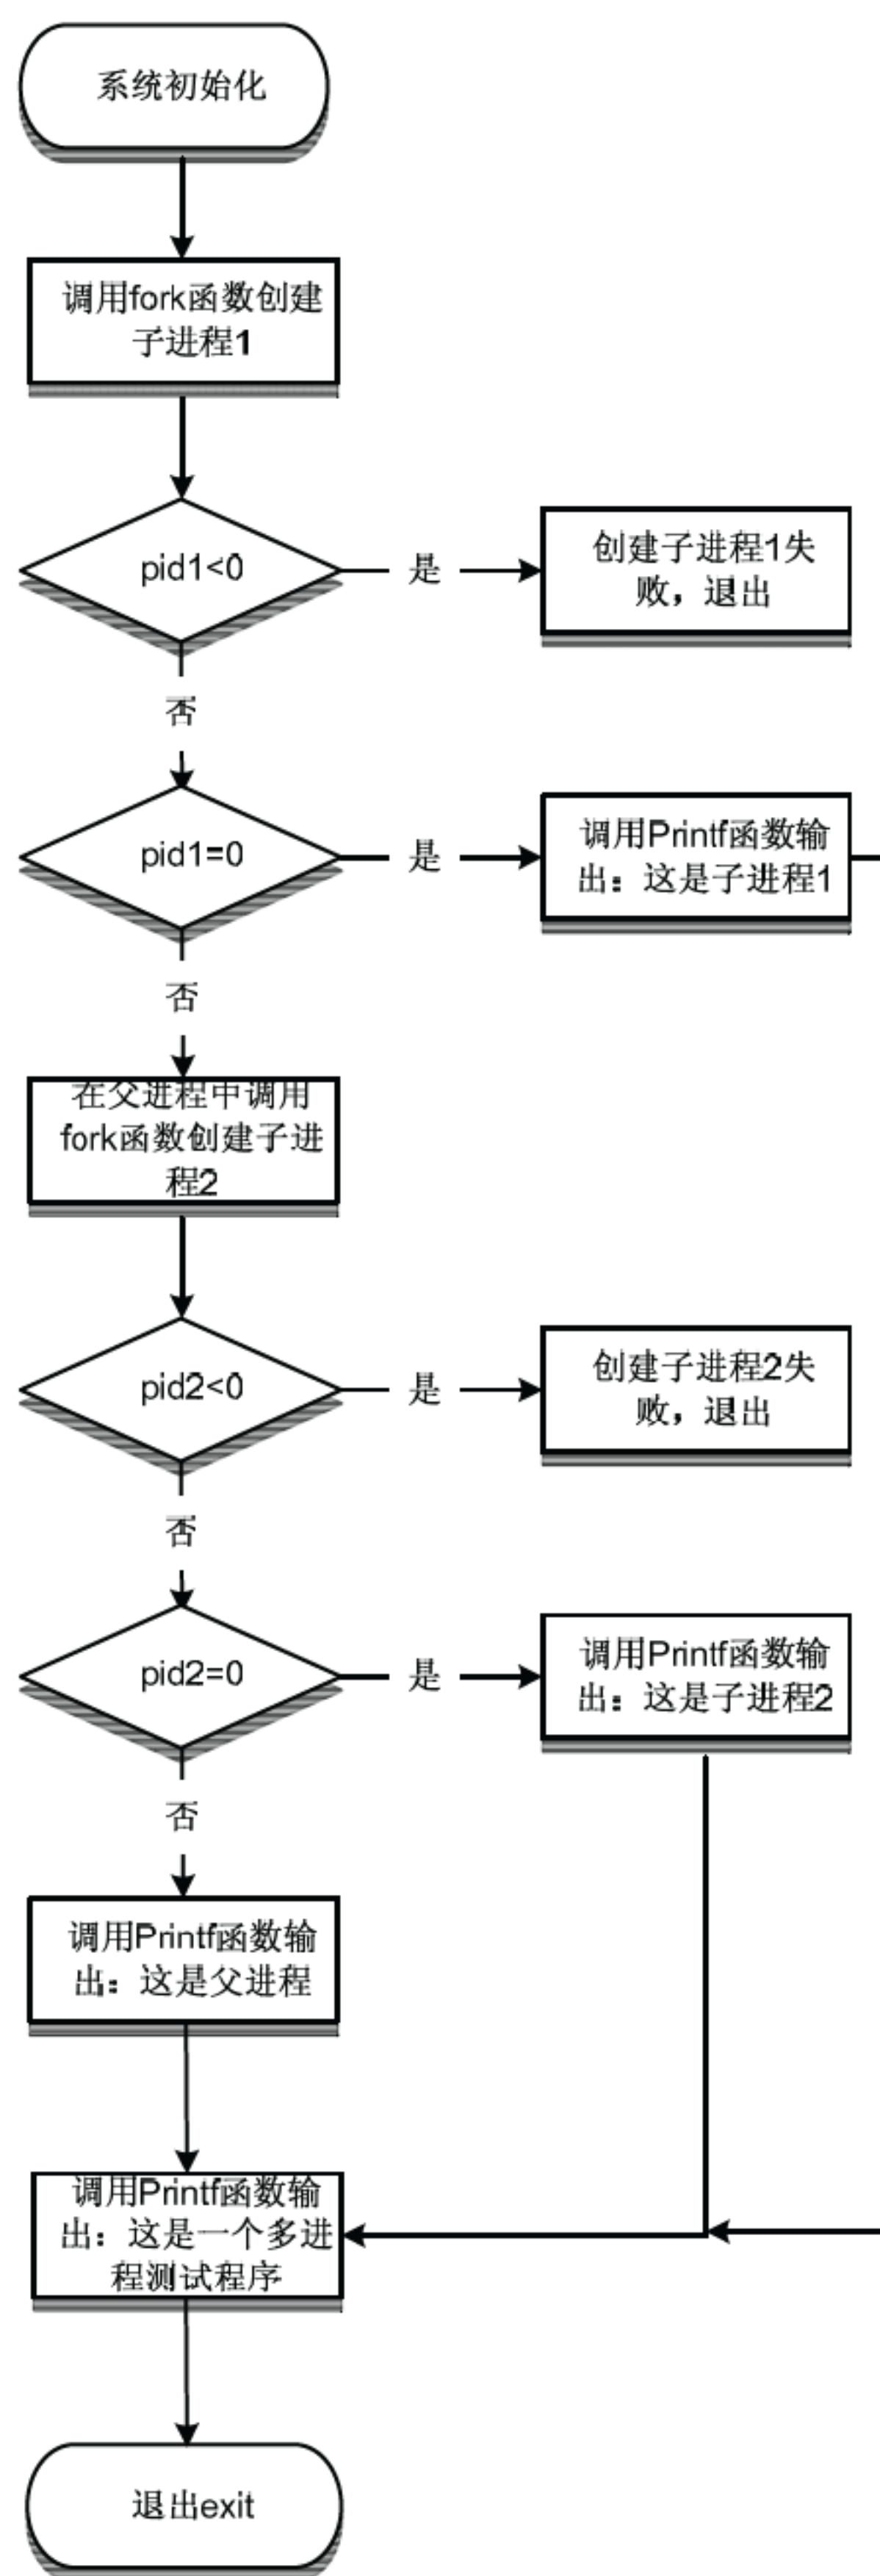 系统初始化
调用fork函数创建
子进程1
pid1<0
是
创建子进程1失
败，退出
否
pid1=0
是
调用Printf函数输
出：这是子进程1
否
在父进程中调用
fork函数创建子进
程2
pid2<0
是
创建子进程2失
败，退出
否
pid2=0
是
调用Printf函数输
出：这是子进程2
否
调用Printf函数输
出：这是父进程
调用Printf函数输
出：这是一个多进
程测试程序
退出exit